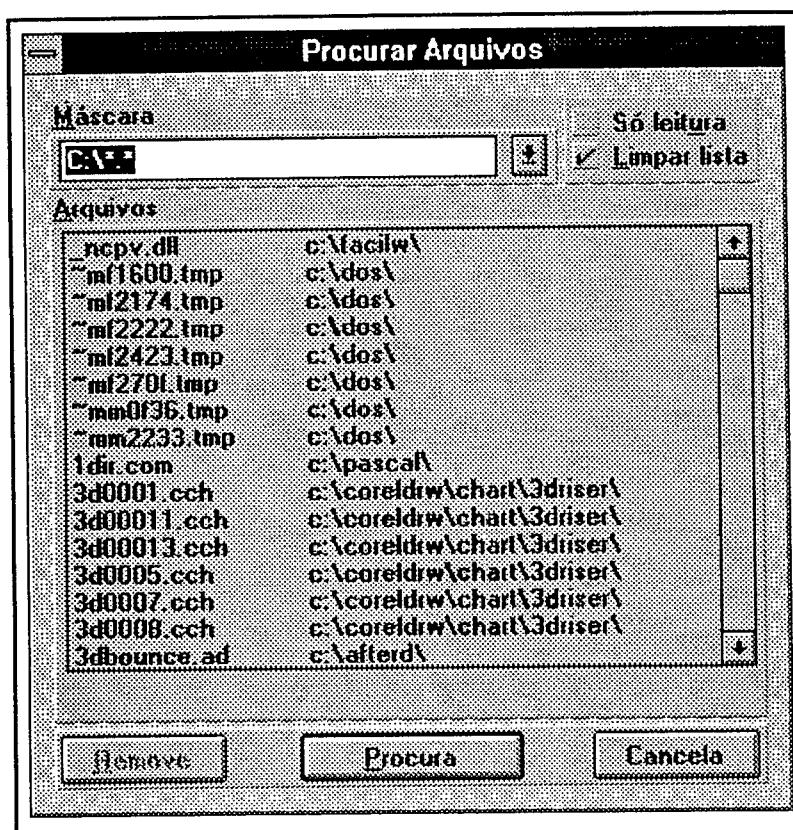 Procurar Arquivos
Máscara
Só leitura
C:\*.*
Limpar lista
Arquivos
_ncpv.dll c:\facilw\
~mf1600.tmp c:\dos\
~mf2174.tmp c:\dos\
~mf2222.tmp c:\dos\
~mf2423.tmp c:\dos\
~mf270f.tmp c:\dos\
~mm0f36.tmp c:\dos\
~mm2233.tmp c:\dos\
1dir.com c:\pascal\
3d0001.cch c:\coreldrw\chart\3driser\
3d00011.cch c:\coreldrw\chart\3driser\
3d00013.cch c:\coreldrw\chart\3driser\
3d0005.cch c:\coreldrw\chart\3driser\
3d0007.cch c:\coreldrw\chart\3driser\
3d0008.cch c:\coreldrw\chart\3driser\
3dbounce.ad c:\afterd\
Remove Procura Cancela